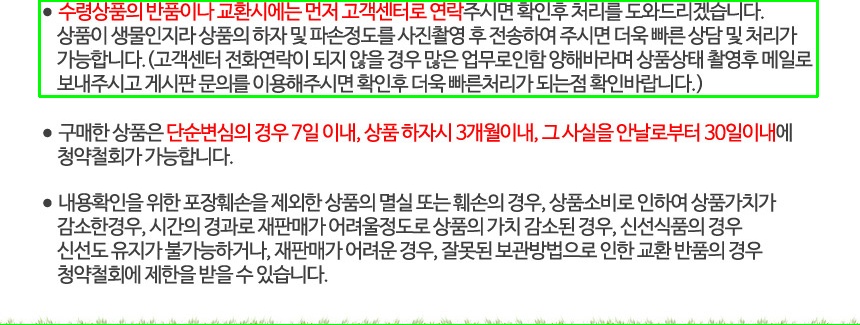 ● 수령상품의 반품이나 교환시에는 먼저 고객센터로 연락주시면 확인후 처리를 도와드리겠습니다.
상품이 생물인지라 상품의 하자 및 파손정도를 사진촬영 후 전송하여 주시면 더욱 빠른 상담 및 처리가
가능합니다. (고객센터 전화연락이 되지 않을 경우 많은 업무로인함 양해바라며 상품상태 촬영후 메일로
보내주시고 게시판 문의를 이용해주시면 확인후 더욱 빠른처리가 되는점 확인바랍니다.)
● 구매한 상품은 단순변심의 경우 7일 이내, 상품 하자시 3개월이내, 그 사실을 안날로부터 30일이내에
청약철회가 가능합니다.
● 내용확인을 위한 포장훼손을 제외한 상품의 멸실 또는 훼손의 경우, 상품소비로 인하여 상품가치가
감소한경우, 시간의 경과로 재판매가 어려울정도로 상품의 가치 감소된 경우, 신선식품의 경우
신선도 유지가 불가능하거나, 재판매가 어려운 경우, 잘못된 보관방법으로 인한 교환 반품의 경우
청약철회에 제한을 받을 수 있습니다.